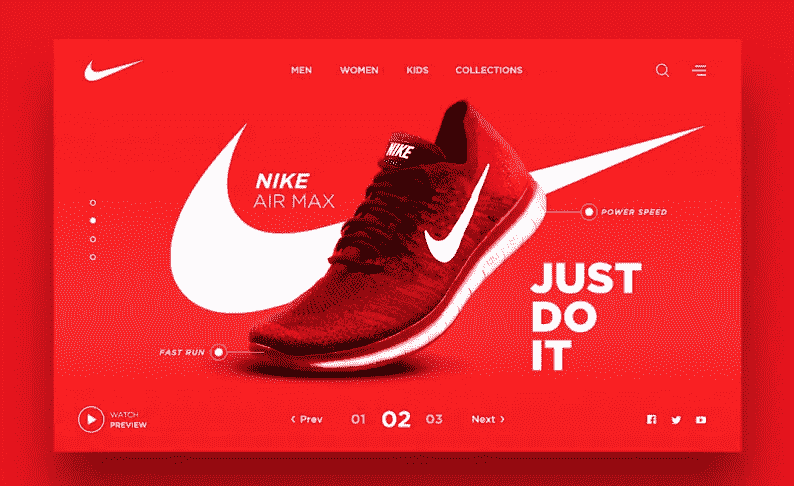 MEN WOMEN KIDS COLLECTIONS
NIKE
NIKE
AIR MAX
POWER SPEED
JUST
DO
IT
FAST RUN
WATCH
PREVIEW
Prev 01 02 03 Next